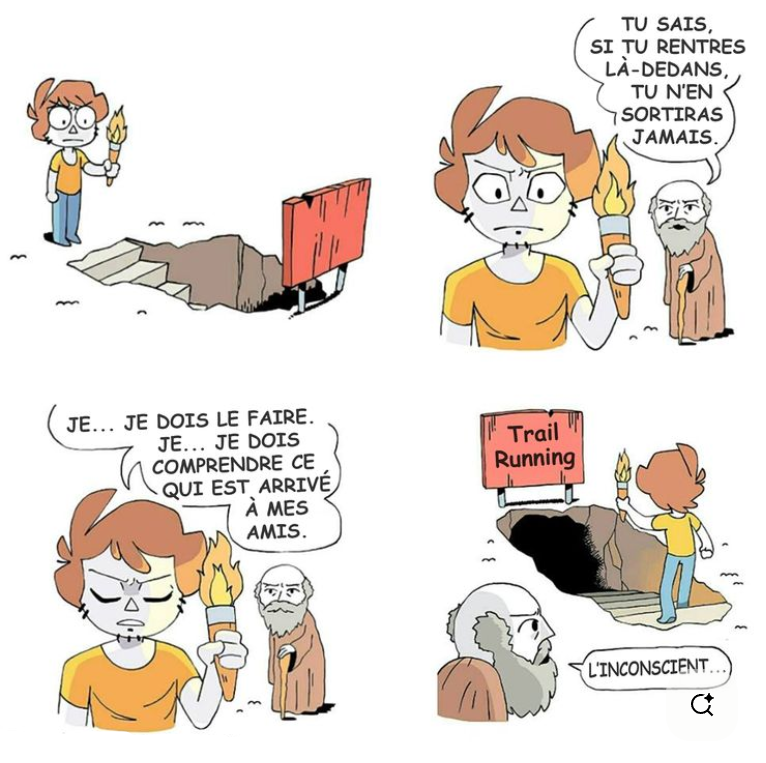 TU SAIS,
SI TU RENTRES
LÀ-DEDANS,
TU N'EN
SORTIRAS
JAMAIS.
JE... JE DOIS LE FAIRE.
JE... JE DOIS
COMPRENDRE CE
QUI EST ARRIVÉ
À MES
AMIS.
Trail
Running
L'INCONSCIENT...